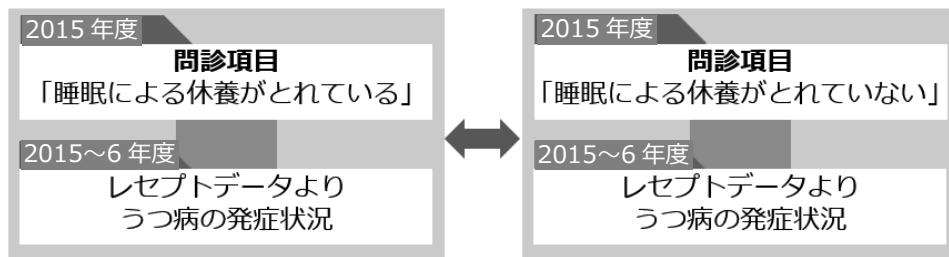 2015 年度
問診項目
「睡眠による休養がとれている」
2015～6 年度
レセプトデータより
うつ病の発症状況
2015 年度
問診項目
「睡眠による休養がとれていない」
2015～6 年度
レセプトデータより
うつ病の発症状況